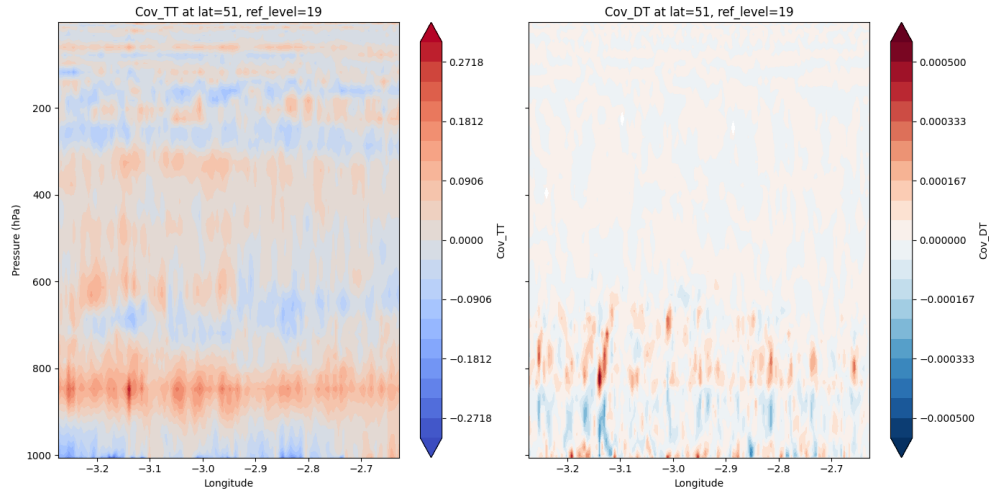 Cov_TT at lat=51, ref_level=19
Cov_DT at lat=51, ref_level=19
Pressure (hPa)
200
400
600
800
1000
−3.2 −3.1 −3.0 −2.9 −2.8 −2.7
Longitude
0.2718
0.1812
0.0906
0.0000
−0.0906
−0.1812
−0.2718
Cov_TT
−3.2 −3.1 −3.0 −2.9 −2.8 −2.7
Longitude
0.000500
0.000333
0.000167
0.000000
−0.000167
−0.000333
−0.000500
Cov_DT